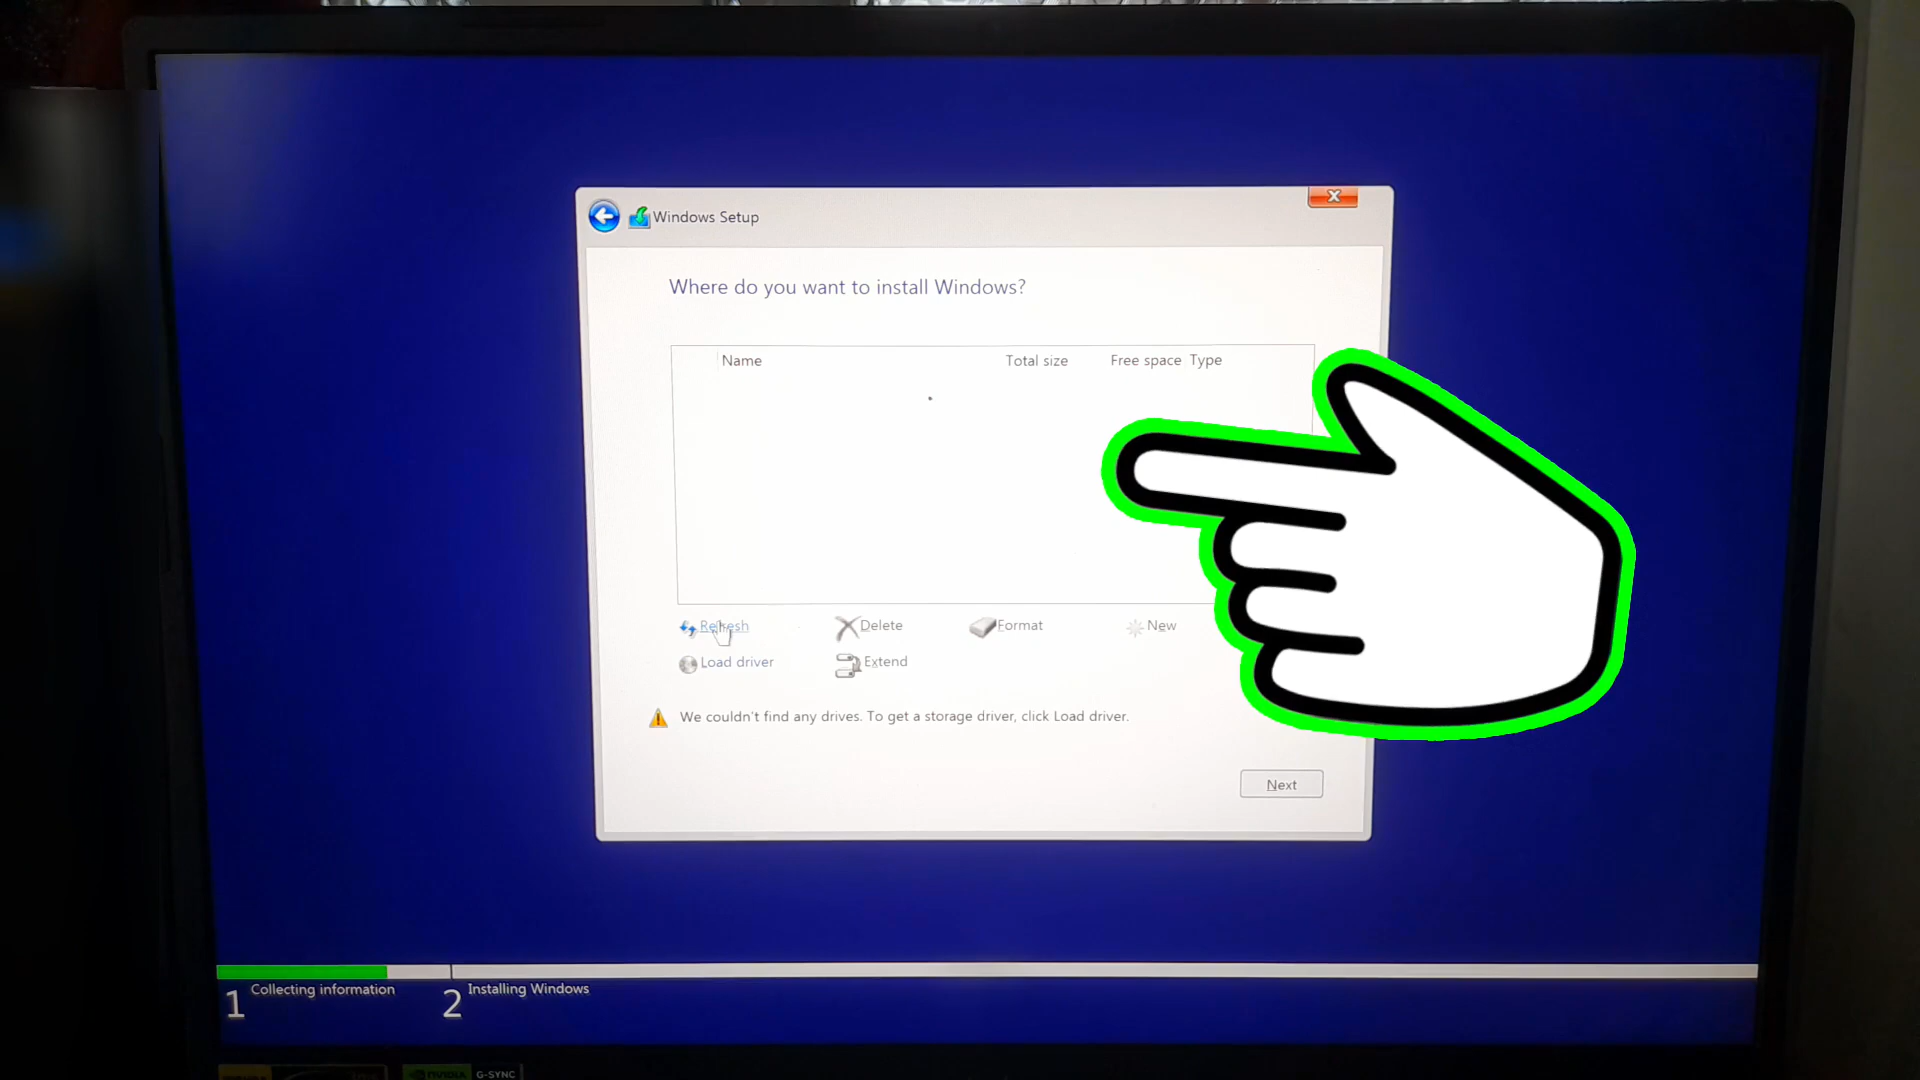 Windows Setup
Where do you want to install Windows?
Name Total size Free space Type
Refresh Delete Format New
Load driver Extend
We couldn't find any drives. To get a storage driver, click Load driver.
Next
1 Collecting information 2 Installing Windows
NVIDIA G-SYNC